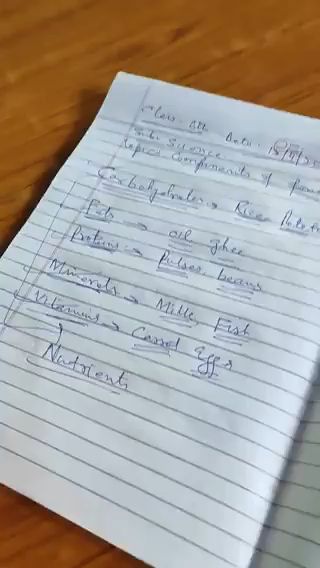 Class. 6th Date:
Sub. Science
Topic: Components of
Carbohydrates → Rice
Fats → oil ghee
Proteins → Pulses beans
Minerals → Milk Fish
Vitamins → Carrot Eggs
Nutrients